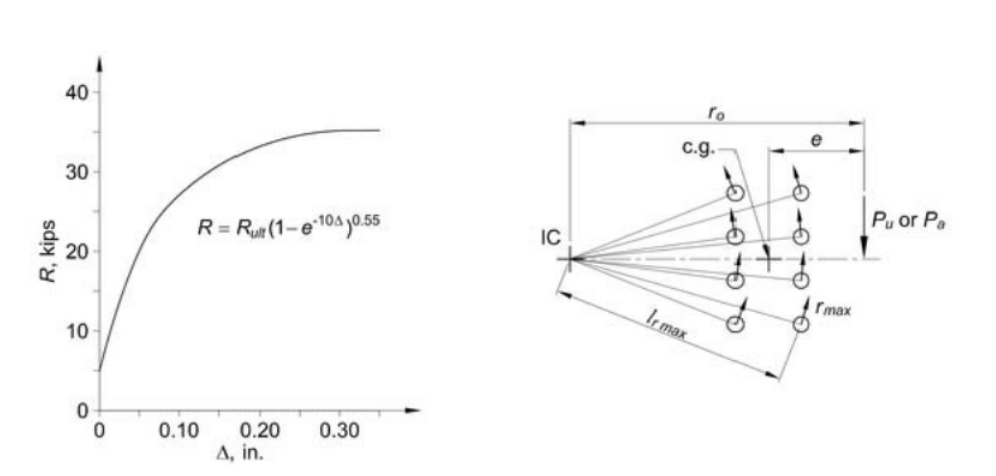 40
30
20
10
0
R, kips
R = Rult (1–e^-10Δ)^0.55
0 0.10 0.20 0.30
Δ, in.
ro
c.g.
e
IC
Pu or Pa
rmax
lr max